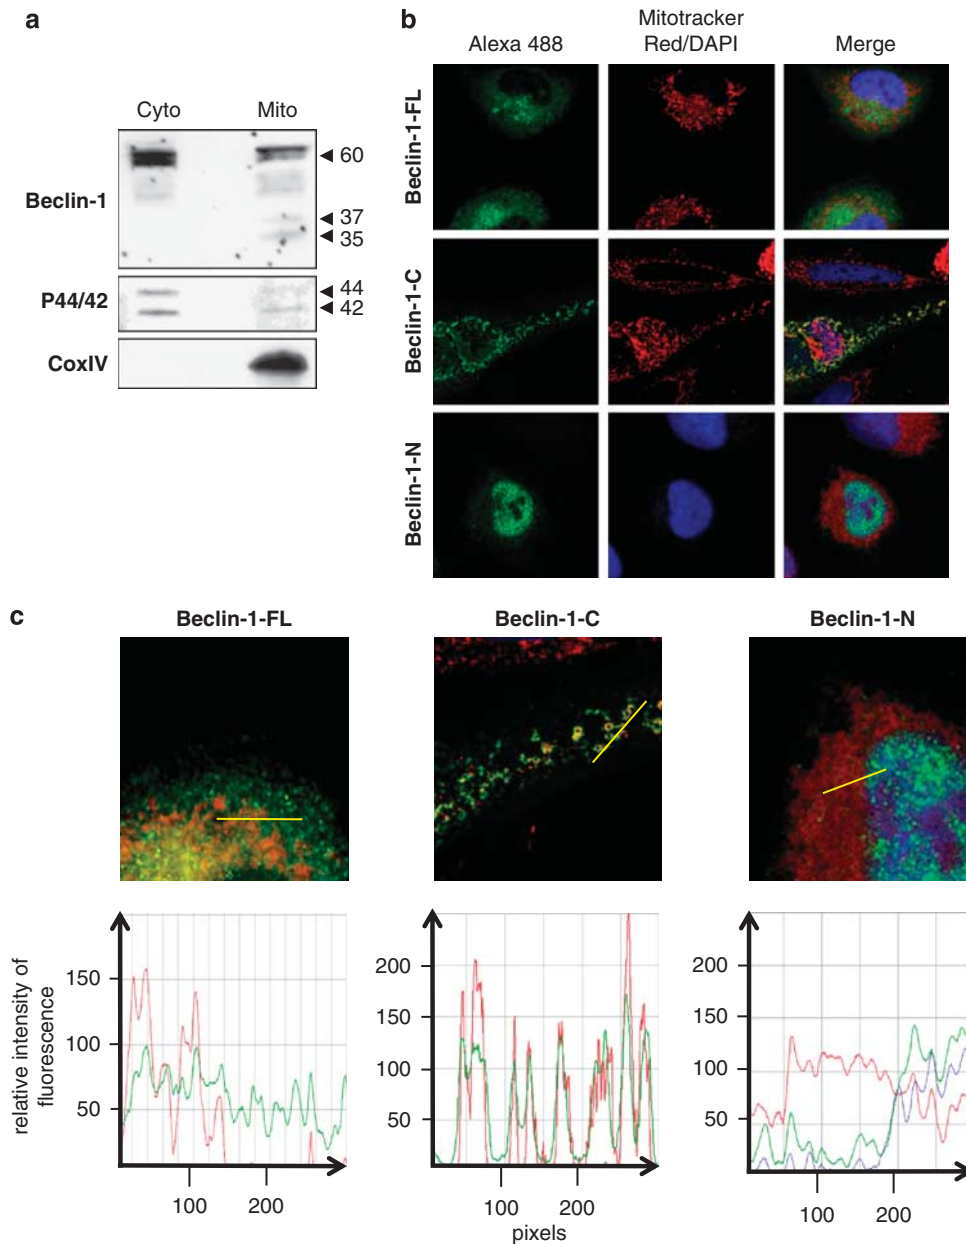 a
Cyto Mito
Beclin-1
60
37
35
P44/42
44
42
CoxIV
b
Alexa 488
Mitotracker
Red/DAPI
Merge
Beclin-1-FL
Beclin-1-C
Beclin-1-N
c
Beclin-1-FL
Beclin-1-C
Beclin-1-N
relative intensity of
fluorescence
150
100
50
100 200
200
150
100
50
100 200
pixels
200
150
100
50
100 200